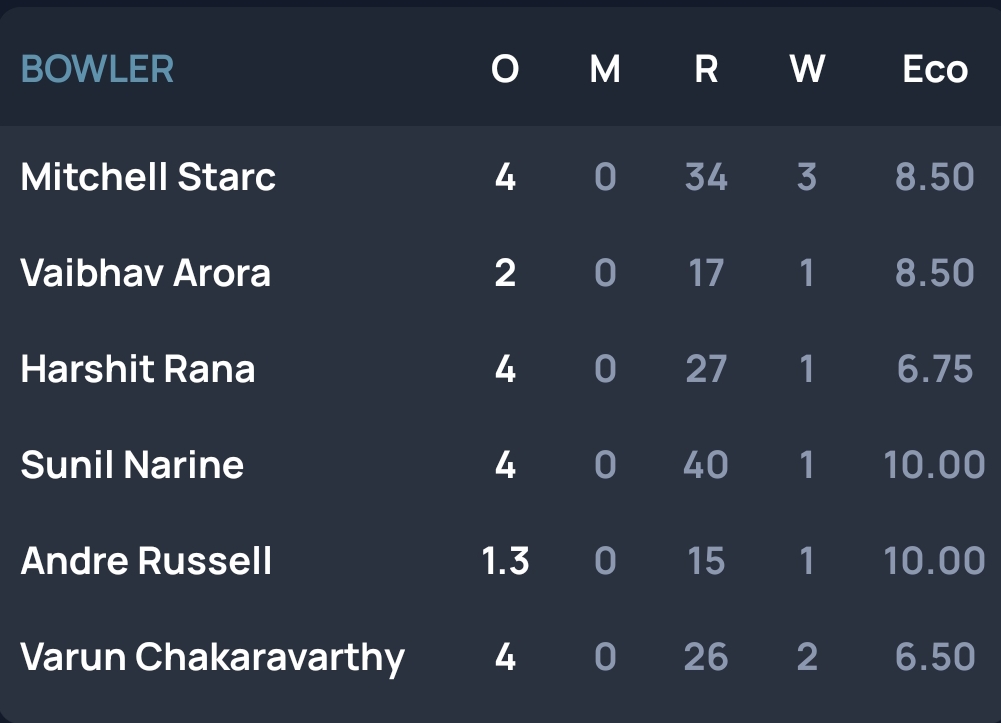 BOWLER O M R W Eco
Mitchell Starc 4 0 34 3 8.50
Vaibhav Arora 2 0 17 1 8.50
Harshit Rana 4 0 27 1 6.75
Sunil Narine 4 0 40 1 10.00
Andre Russell 1.3 0 15 1 10.00
Varun Chakaravarthy 4 0 26 2 6.50